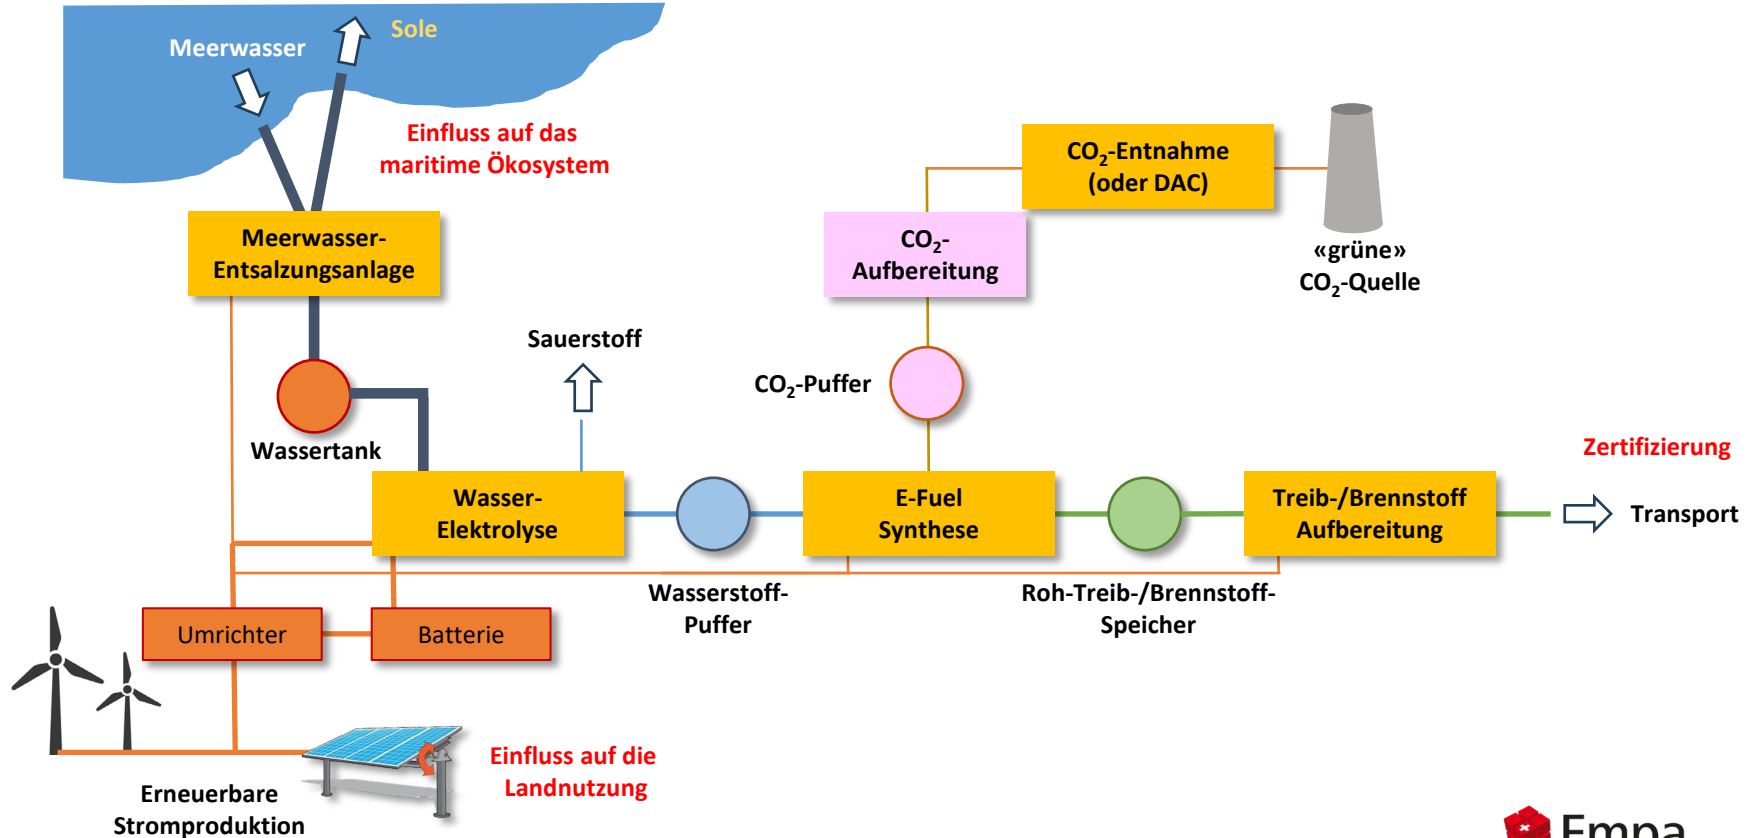 Meerwasser
Sole
Einfluss auf das
maritime Ökosystem
CO₂-Entnahme
(oder DAC)
Meerwasser-
Entsalzungsanlage
CO₂-
Aufbereitung
«grüne»
CO₂-Quelle
Sauerstoff
CO₂-Puffer
Wassertank
Zertifizierung
Wasser-
Elektrolyse
E-Fuel
Synthese
Treib-/Brennstoff
Aufbereitung
Transport
Wasserstoff-
Puffer
Roh-Treib-/Brennstoff-
Speicher
Umrichter
Batterie
Einfluss auf die
Landnutzung
Erneuerbare
Stromproduktion
Empa